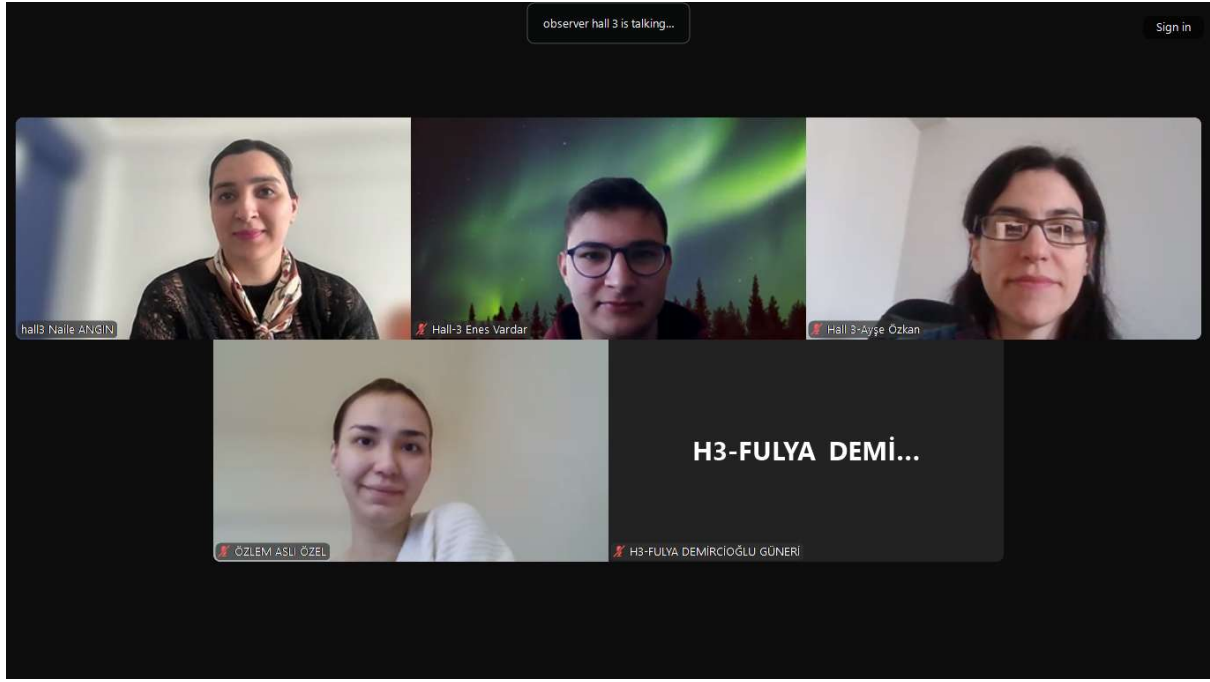 observer hall 3 is talking...
Sign in
hall3 Naile ANGIN
Hall-3 Enes Vardar
Hall 3-Ayşe Özkan
H3-FULYA DEMİ...
ÖZLEM ASLI ÖZEL
H3-FULYA DEMİRCİOĞLU GÜNERİ